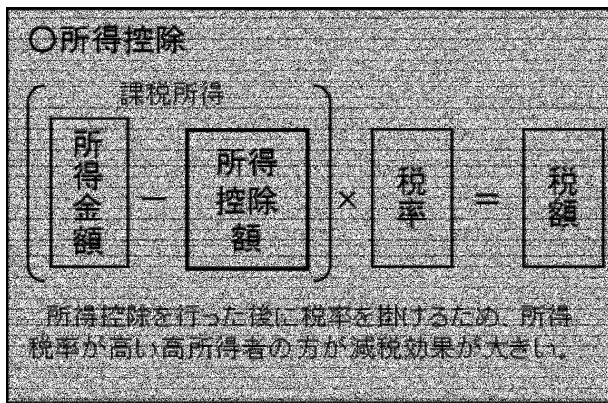 〇所得控除
課税所得
所得金額
－
所得
控除
額
×
税率
＝
税額
所得控除を行った後に税率を掛けるため、所得
税率が高い高所得者の方が減税効果が大きい。